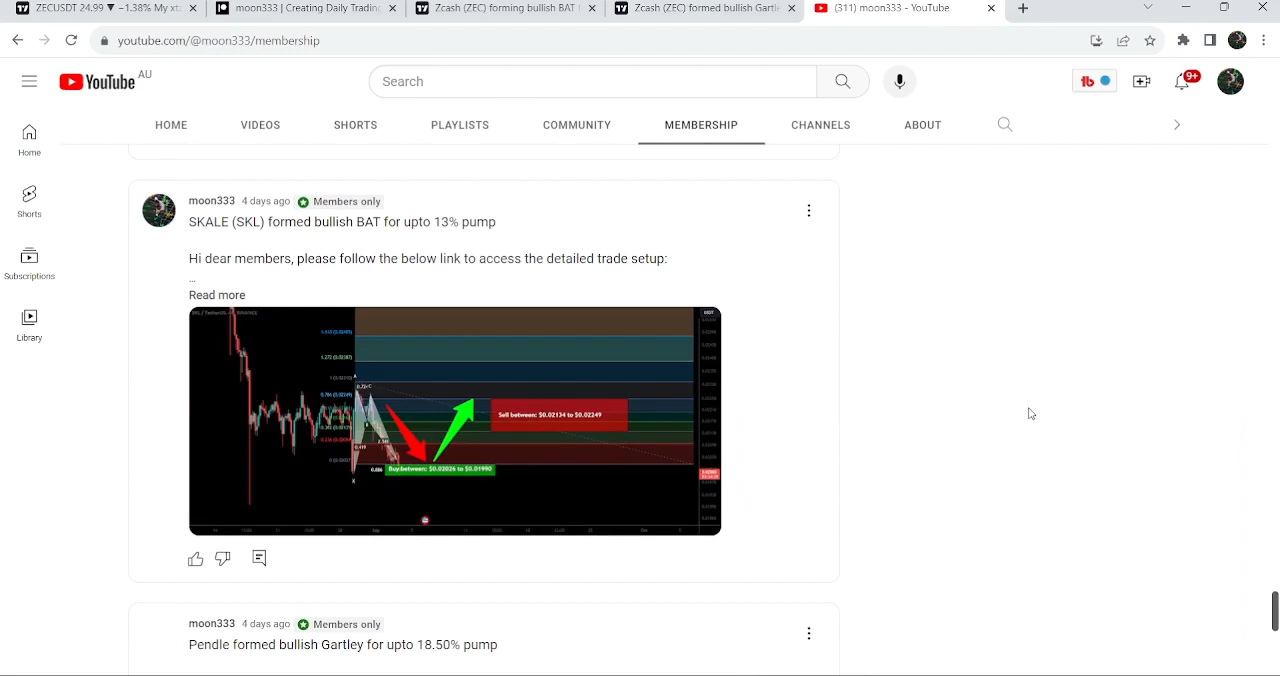 ZECUSDT 24.99 ▼ −1.38% My xta
moon333 | Creating Daily Trading
Zcash (ZEC) forming bullish BAT f
Zcash (ZEC) formed bullish Gartle
(311) moon333 - YouTube
youtube.com/@moon333/membership
YouTube AU
Search
9+
HOME VIDEOS SHORTS PLAYLISTS COMMUNITY MEMBERSHIP CHANNELS ABOUT
Home
Shorts
Subscriptions
Library
moon333 4 days ago Members only
SKALE (SKL) formed bullish BAT for upto 13% pump
Hi dear members, please follow the below link to access the detailed trade setup:
...
Read more
USDT
A
Sell between: $0.02134 to $0.02249
0.886
Buy between: $0.02026 to $0.01990
X
moon333 4 days ago Members only
Pendle formed bullish Gartley for upto 18.50% pump